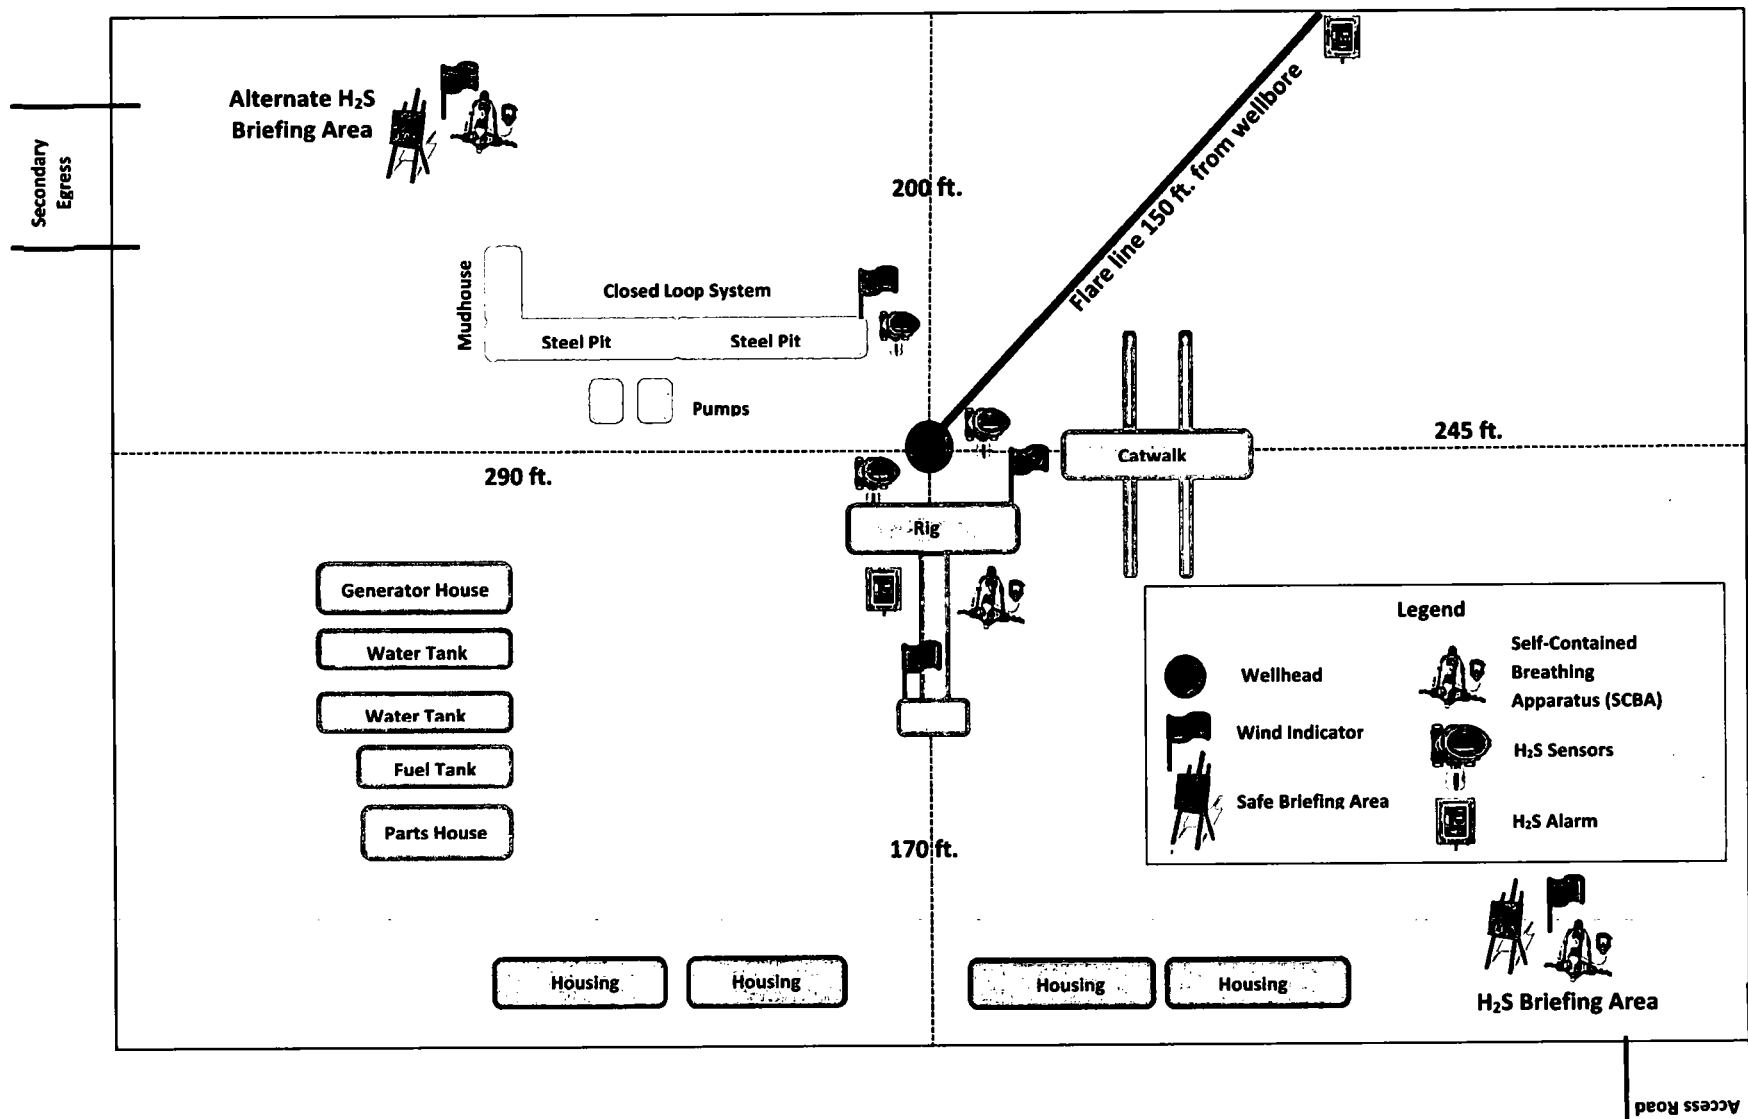 Alternate H₂S
Briefing Area
Secondary
Egress
200 ft.
Flare line 150 ft. from wellbore
Mudhouse
Closed Loop System
Steel Pit
Steel Pit
Pumps
245 ft.
Catwalk
290 ft.
Rig
Generator House
Water Tank
Water Tank
Fuel Tank
Parts House
170 ft.
Legend
Wellhead
Wind Indicator
Safe Briefing Area
Self-Contained
Breathing
Apparatus (SCBA)
H₂S Sensors
H₂S Alarm
Housing
Housing
Housing
Housing
H₂S Briefing Area
Access Road